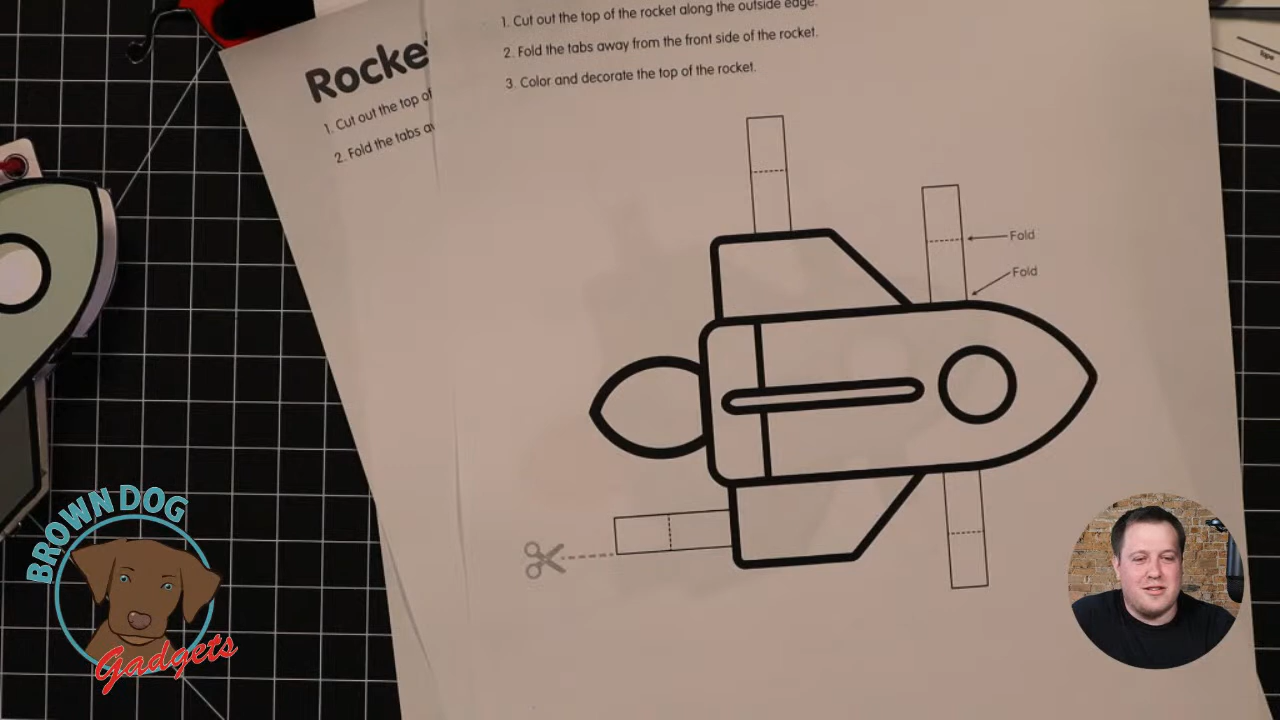 1. Cut out the top of the rocket along the outside edge.
2. Fold the tabs away from the front side of the rocket.
3. Color and decorate the top of the rocket.
Rocke
1. Cut out the top of
2. Fold the tabs
Fold
Fold
Tape
BROWN DOG
Gadgets